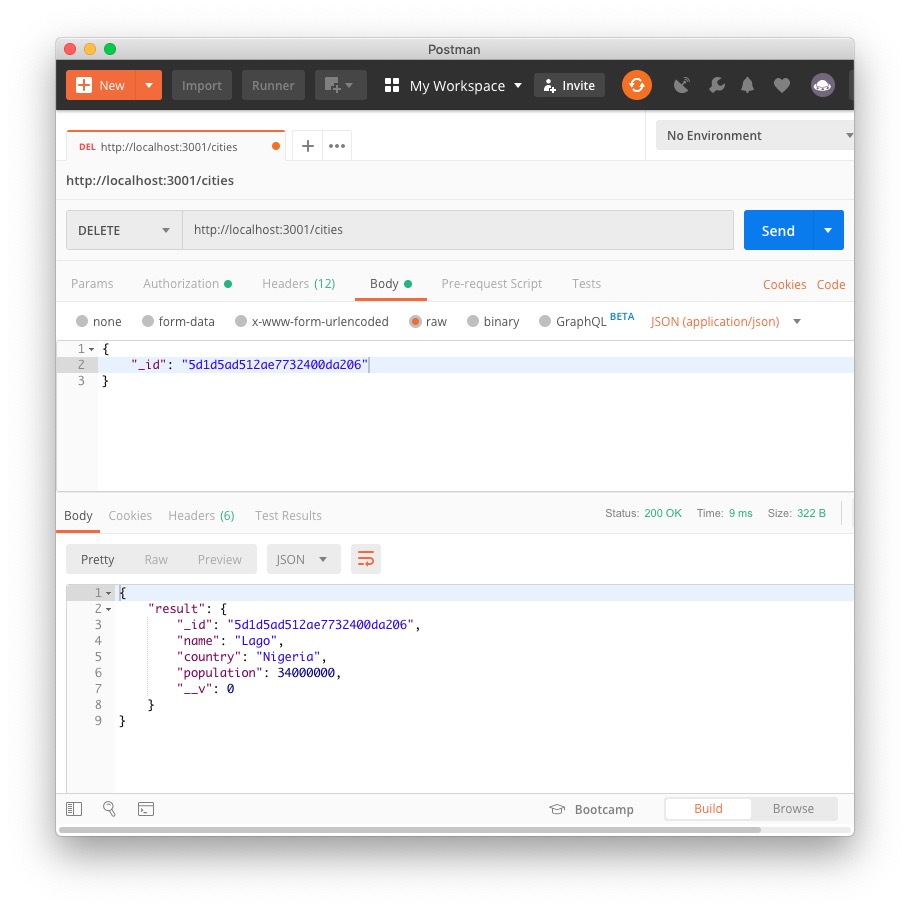 Postman
New Import Runner My Workspace Invite
No Environment
DEL http://localhost:3001/cities
http://localhost:3001/cities
DELETE http://localhost:3001/cities Send
Params Authorization Headers (12) Body Pre-request Script Tests Cookies Code
none form-data x-www-form-urlencoded raw binary GraphQL BETA JSON (application/json)
1 {
2 "_id": "5d1d5ad512ae7732400da206"
3 }
Body Cookies Headers (6) Test Results Status: 200 OK Time: 9 ms Size: 322 B
Pretty Raw Preview JSON
1 {
2 "result": {
3 "_id": "5d1d5ad512ae7732400da206",
4 "name": "Lago",
5 "country": "Nigeria",
6 "population": 34000000,
7 "__v": 0
8 }
9 }
Bootcamp Build Browse